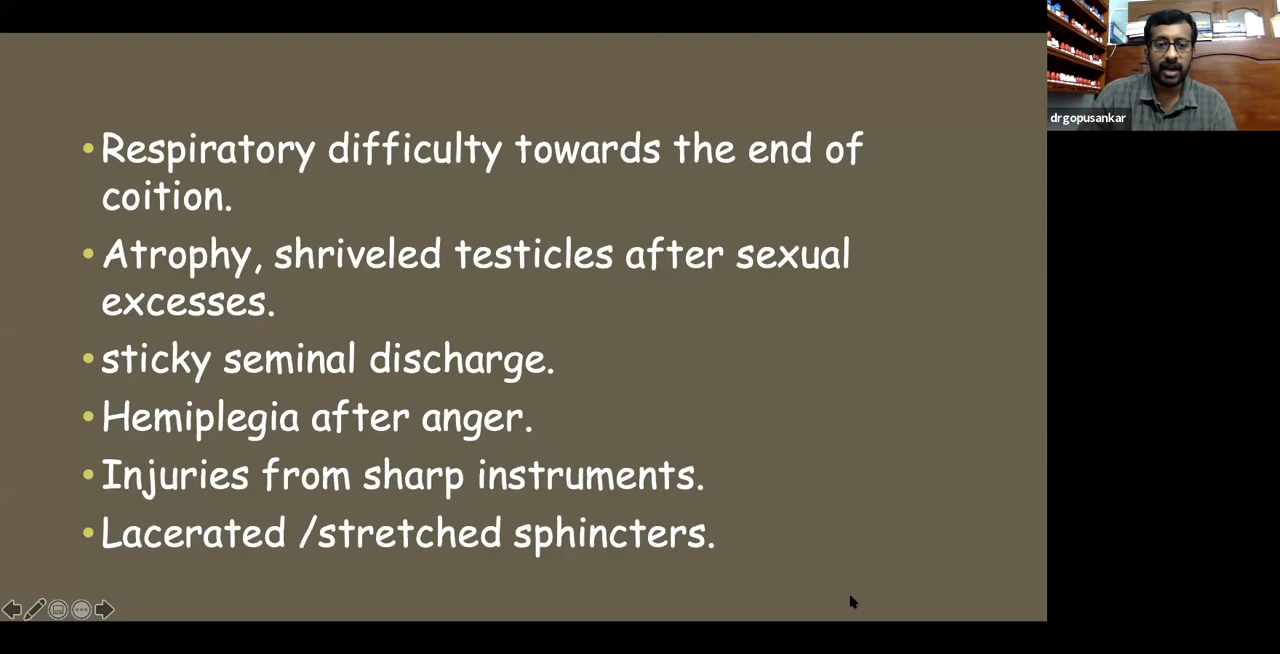 •Respiratory difficulty towards the end of
coition.
•Atrophy, shriveled testicles after sexual
excesses.
•sticky seminal discharge.
•Hemiplegia after anger.
•Injuries from sharp instruments.
•Lacerated /stretched sphincters.
drgopusankar